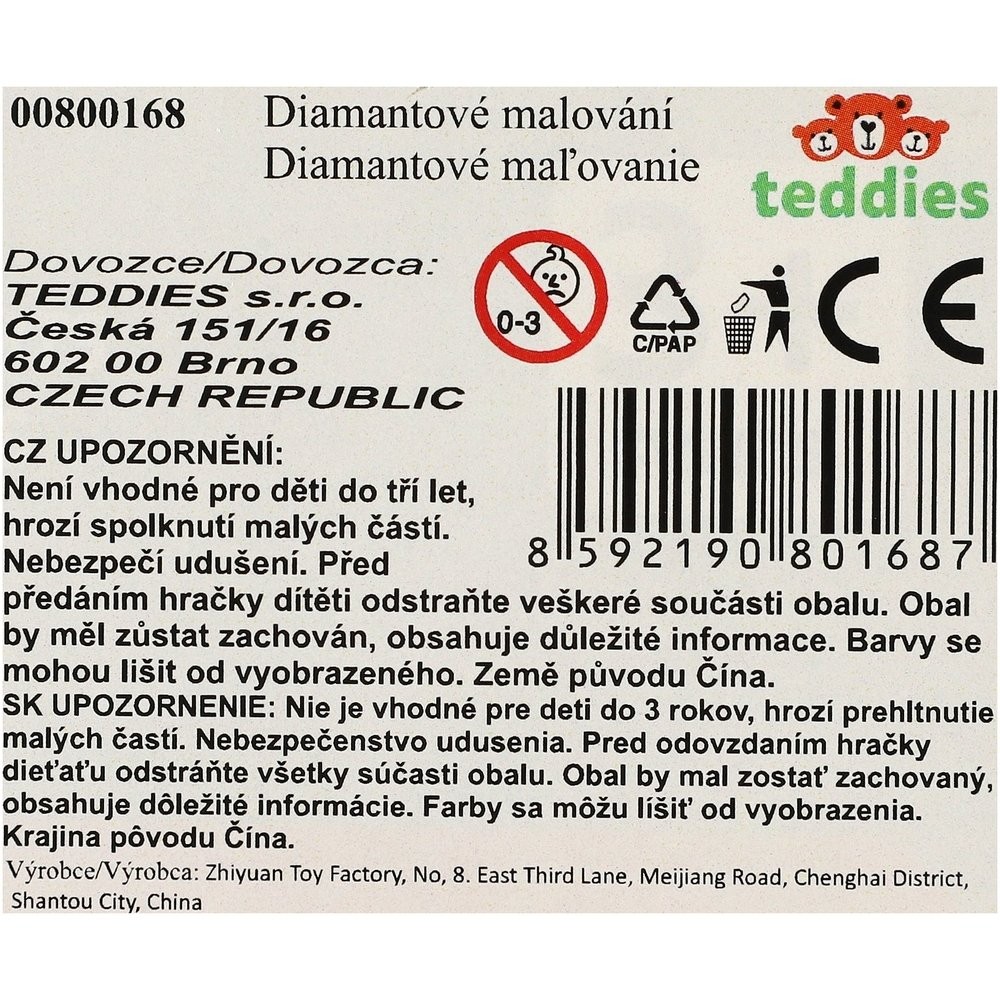 00800168
Diamantové malování
Diamantové maľovanie
teddies
Dovozce/Dovozca:
TEDDIES s.r.o.
Česká 151/16
602 00 Brno
CZECH REPUBLIC
0-3
C/PAP
CE
8 592190 801687
CZ UPOZORNĚNÍ:
Není vhodné pro děti do tří let,
hrozí spolknutí malých částí.
Nebezpečí udušení. Před
předáním hračky dítěti odstraňte veškeré součásti obalu. Obal
by měl zůstat zachován, obsahuje důležité informace. Barvy se
mohou lišit od vyobrazeného. Země původu Čína.
SK UPOZORNENIE: Nie je vhodné pre deti do 3 rokov, hrozí prehltnutie
malých častí. Nebezpečenstvo udusenia. Pred odovzdaním hračky
dieťaťu odstráňte všetky súčasti obalu. Obal by mal zostať zachovaný,
obsahuje dôležité informácie. Farby sa môžu líšiť od vyobrazenia.
Krajina pôvodu Čína.
Výrobce/Výrobca: Zhiyuan Toy Factory, No, 8. East Third Lane, Meijiang Road, Chenghai District,
Shantou City, China